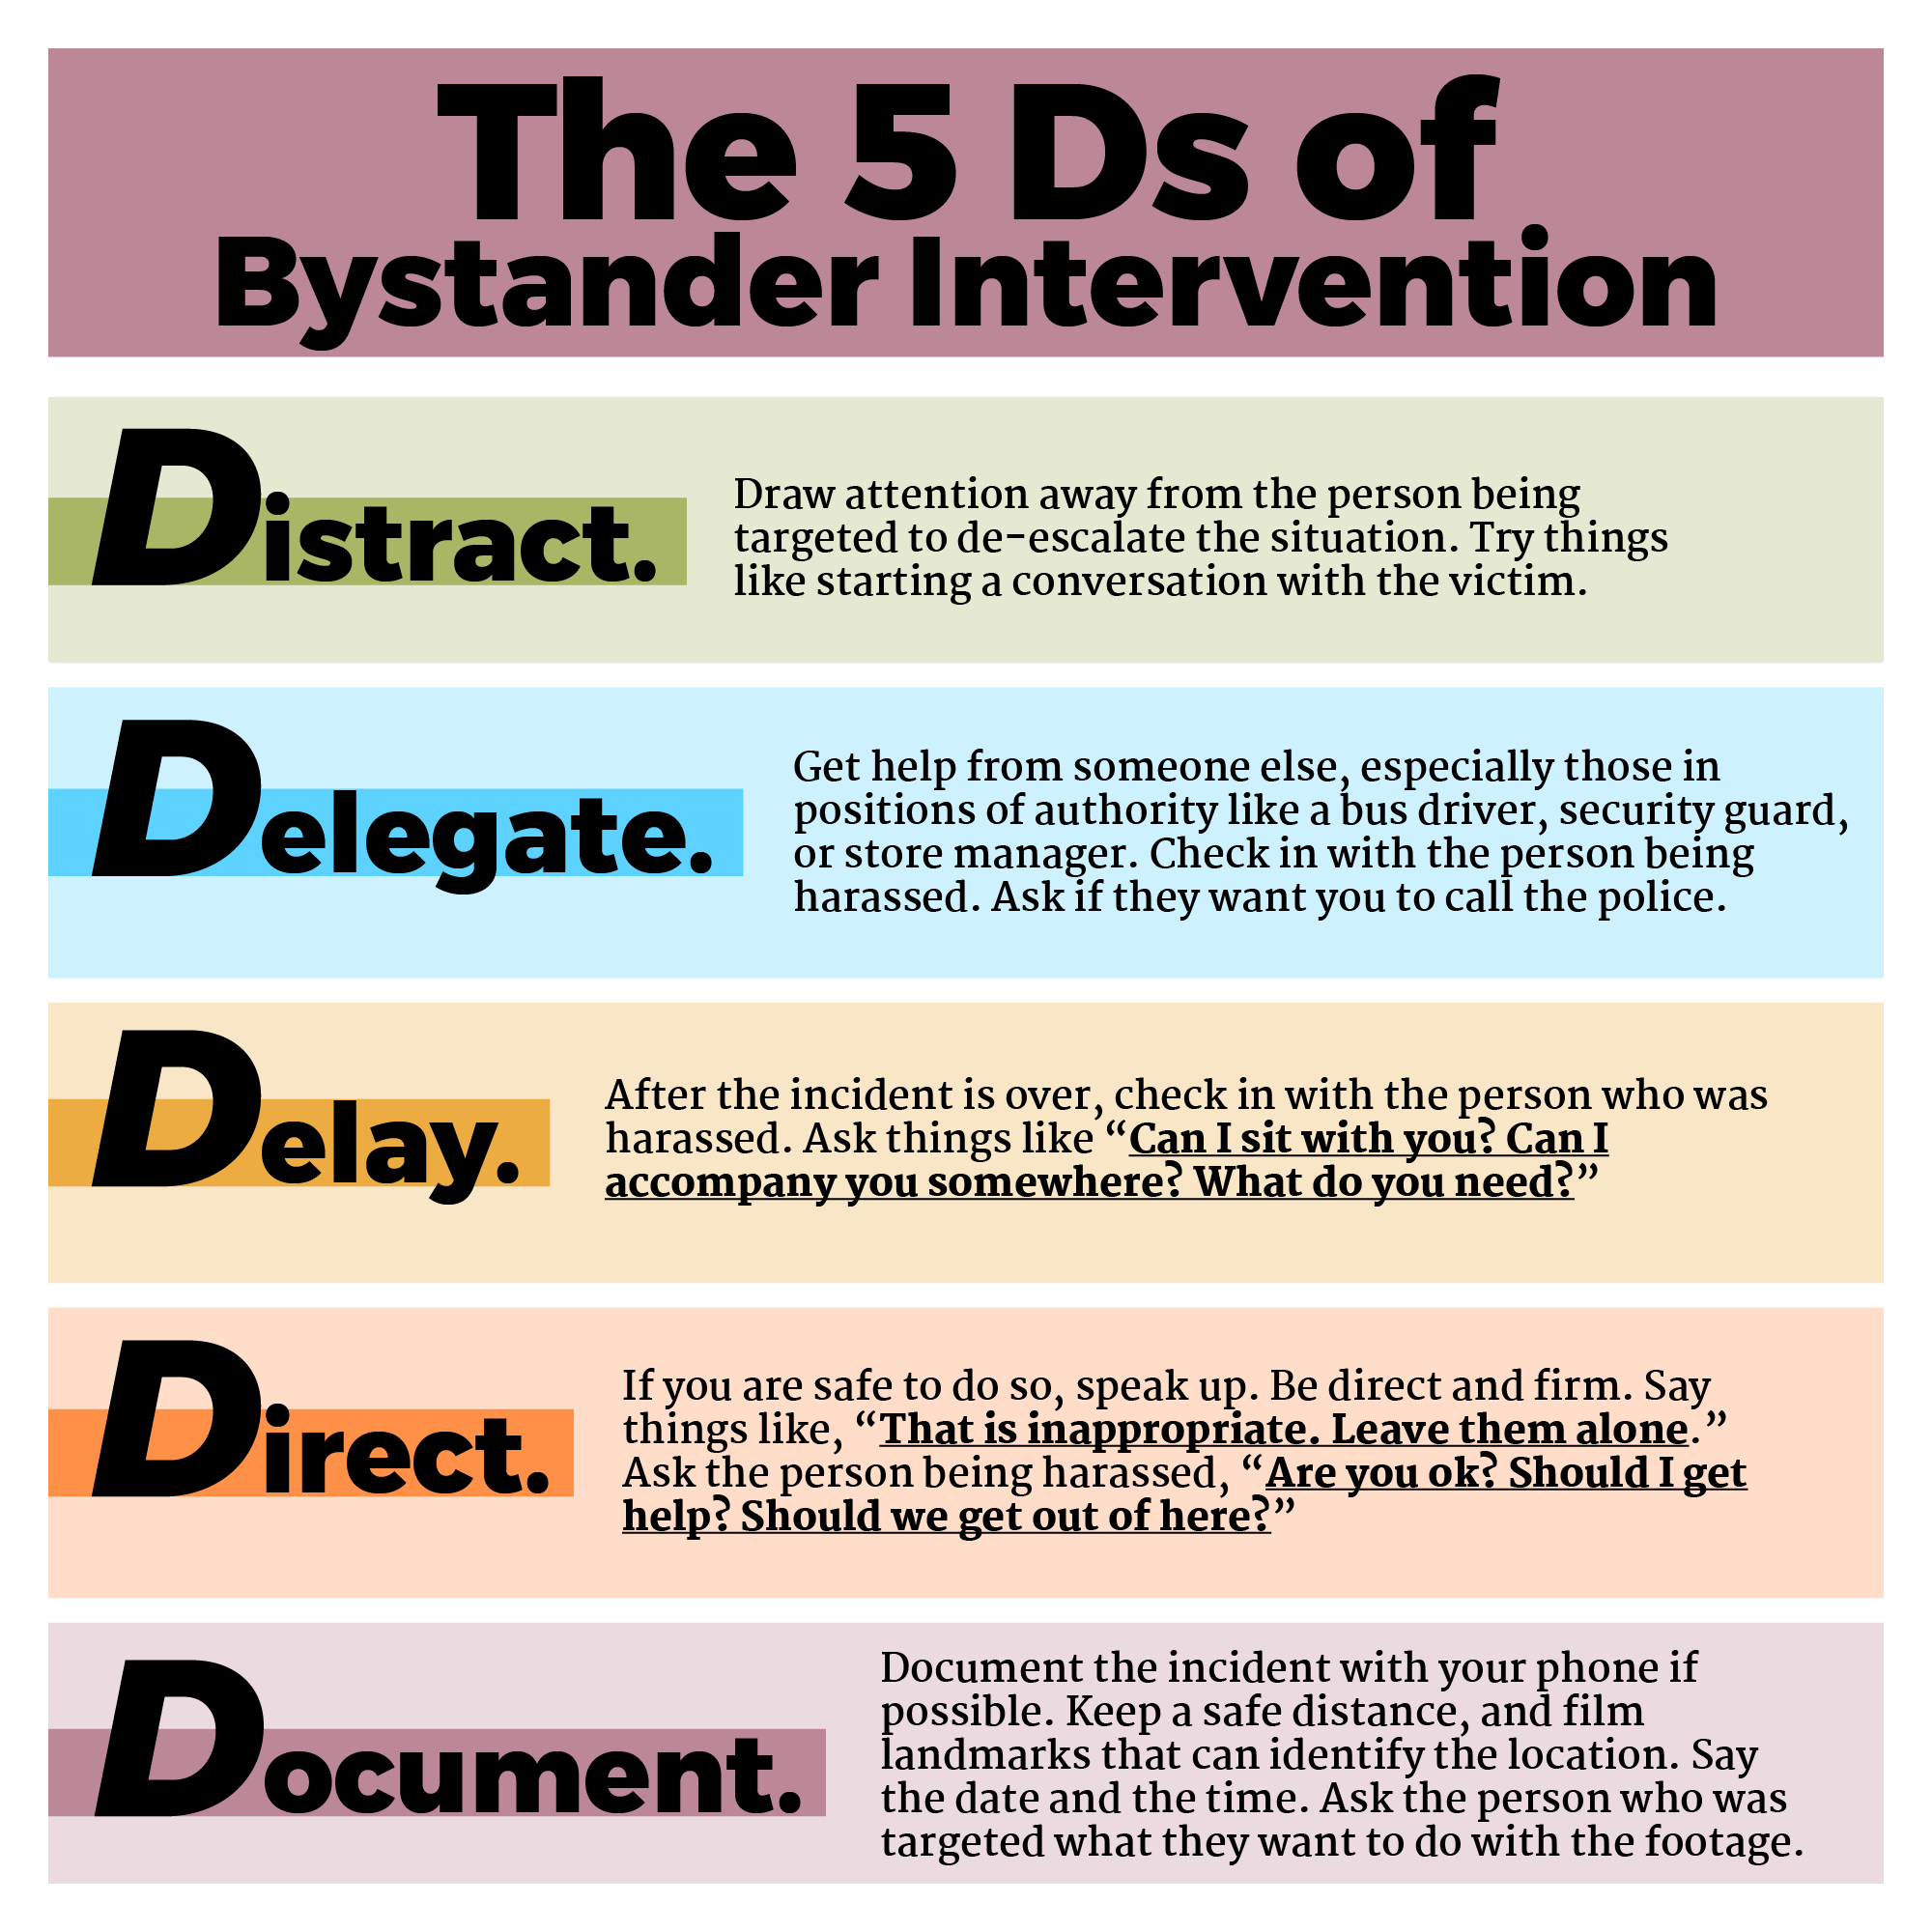 The 5 Ds of
Bystander Intervention
Distract.
Draw attention away from the person being
targeted to de-escalate the situation. Try things
like starting a conversation with the victim.
Delegate.
Get help from someone else, especially those in
positions of authority like a bus driver, security guard,
or store manager. Check in with the person being
harassed. Ask if they want you to call the police.
Delay.
After the incident is over, check in with the person who was
harassed. Ask things like “Can I sit with you? Can I
accompany you somewhere? What do you need?”
Direct.
If you are safe to do so, speak up. Be direct and firm. Say
things like, “That is inappropriate. Leave them alone.”
Ask the person being harassed, “Are you ok? Should I get
help? Should we get out of here?”
Document.
Document the incident with your phone if
possible. Keep a safe distance, and film
landmarks that can identify the location. Say
the date and the time. Ask the person who was
targeted what they want to do with the footage.